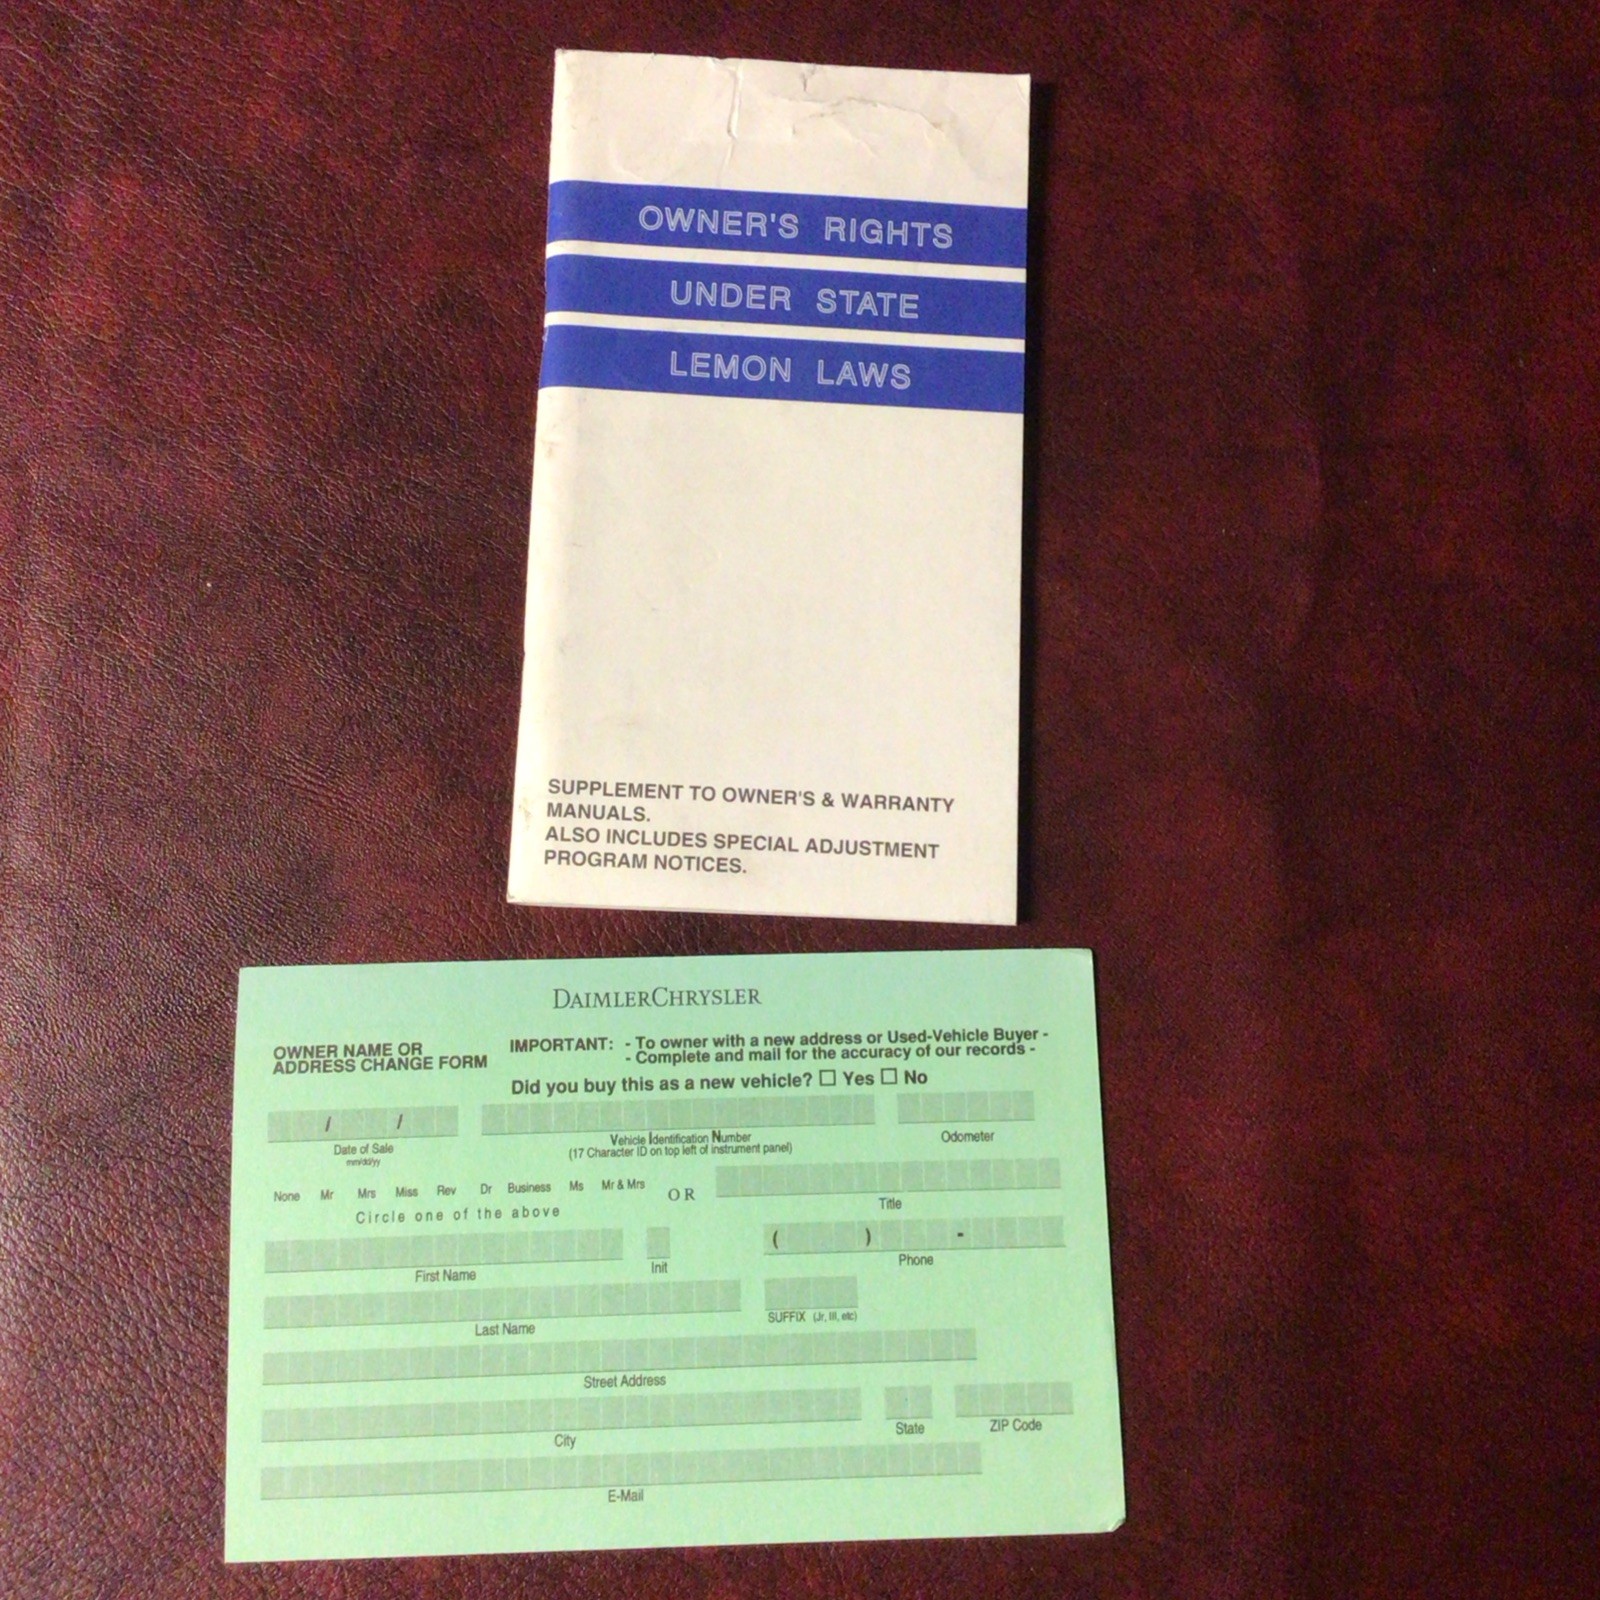 OWNER'S RIGHTS
UNDER STATE
LEMON LAWS
SUPPLEMENT TO OWNER'S & WARRANTY
MANUALS.
ALSO INCLUDES SPECIAL ADJUSTMENT
PROGRAM NOTICES.
DAIMLERCHRYSLER
OWNER NAME OR
ADDRESS CHANGE FORM
IMPORTANT: - To owner with a new address or Used-Vehicle Buyer -
- Complete and mail for the accuracy of our records -
Did you buy this as a new vehicle? Yes No
/ /
Date of Sale
mm/dd/yy
Vehicle Identification Number
(17 Character ID on top left of instrument panel)
Odometer
None Mr Mrs Miss Rev Dr Business Ms Mr & Mrs
Circle one of the above
OR
Title
First Name
Init
( ) -
Phone
Last Name
SUFFIX (Jr, III, etc)
Street Address
City
State
ZIP Code
E-Mail